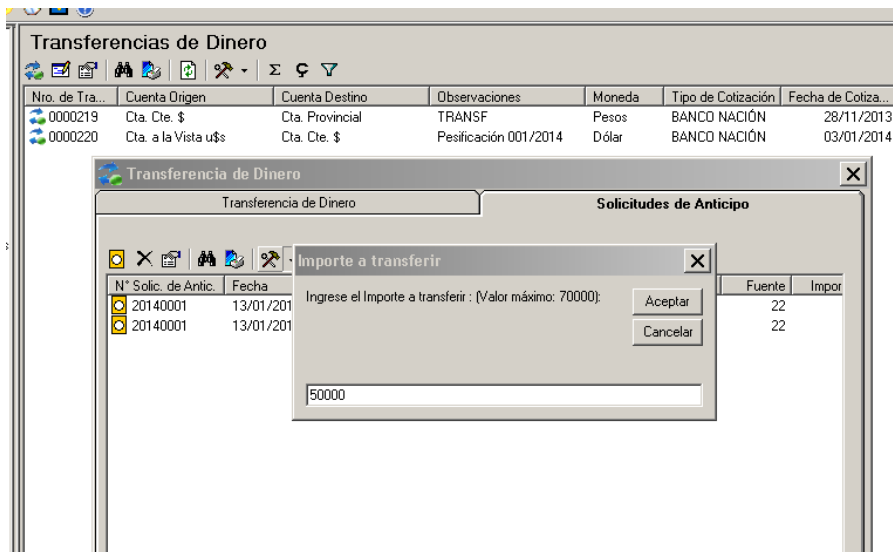 Transferencias de Dinero
Σ Ç
Nro. de Tra... Cuenta Origen Cuenta Destino Observaciones Moneda Tipo de Cotización Fecha de Cotiza...
0000219 Cta. Cte. $ Cta. Provincial TRANSF Pesos BANCO NACIÓN 28/11/2013
0000220 Cta. a la Vista u$s Cta. Cte. $ Pesificación 001/2014 Dólar BANCO NACIÓN 03/01/2014
Transferencia de Dinero
Transferencia de Dinero Solicitudes de Anticipo
Importe a transferir
N° Solic. de Antic. Fecha Fuente Impor
20140001 13/01/201 22
20140001 13/01/201 22
Ingrese el Importe a transferir : (Valor máximo: 70000):
Aceptar
Cancelar
50000